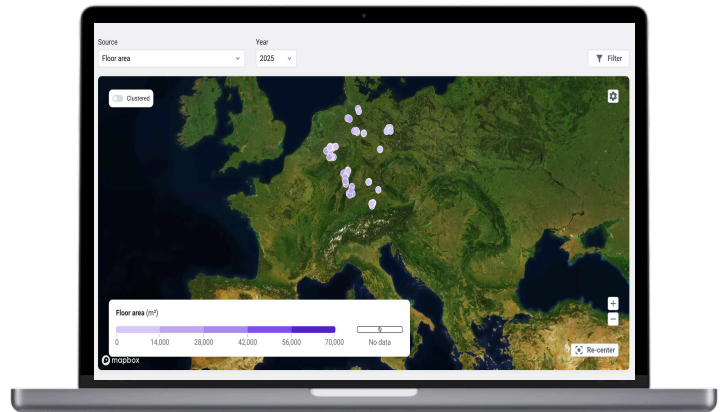 Source
Year
Floor area
2025
Filter
Clustered
Floor area (m²)
0 14,000 28,000 42,000 56,000 70,000 No data
mapbox
Re-center